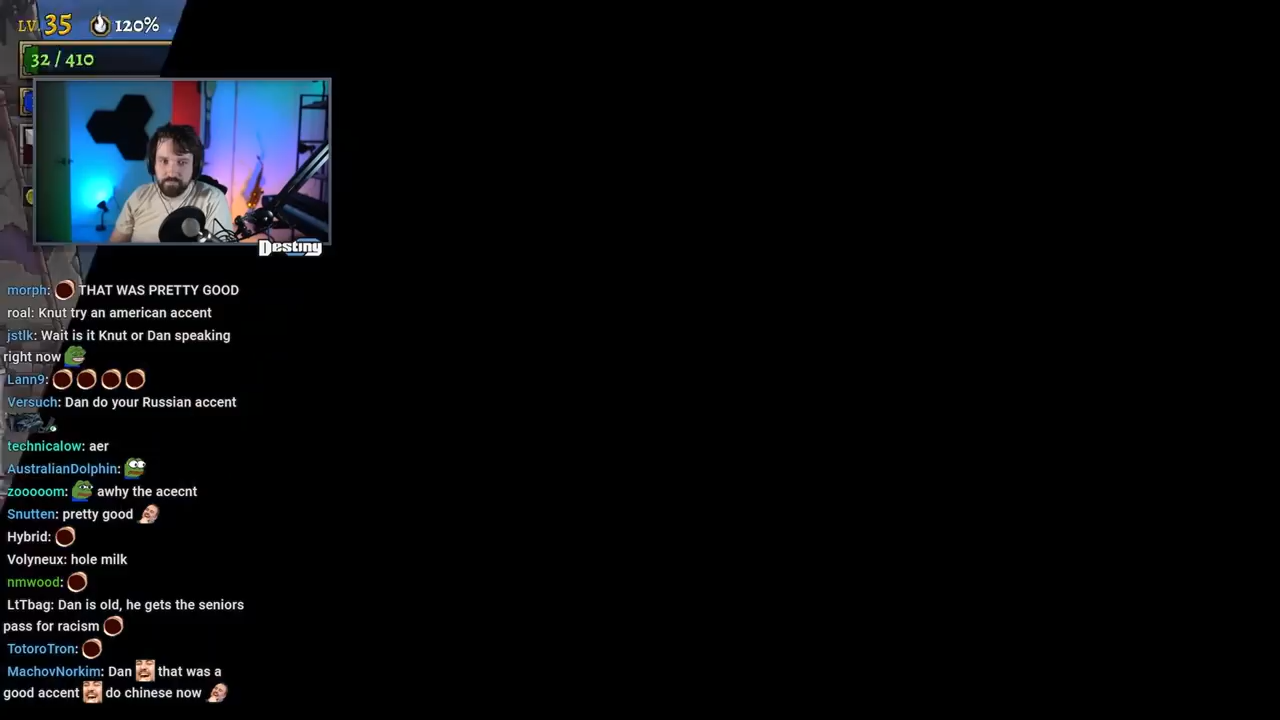 LV. 35 120%
32 / 410
Destiny
morph: THAT WAS PRETTY GOOD
roal: Knut try an american accent
jstlk: Wait is it Knut or Dan speaking
right now
Lann9:
Versuch: Dan do your Russian accent
technicalow: aer
AustralianDolphin:
zooooom: awhy the acecnt
Snutten: pretty good
Hybrid:
Volyneux: hole milk
nmwood:
LtTbag: Dan is old, he gets the seniors
pass for racism
TotoroTron:
MachovNorkim: Dan that was a
good accent do chinese now